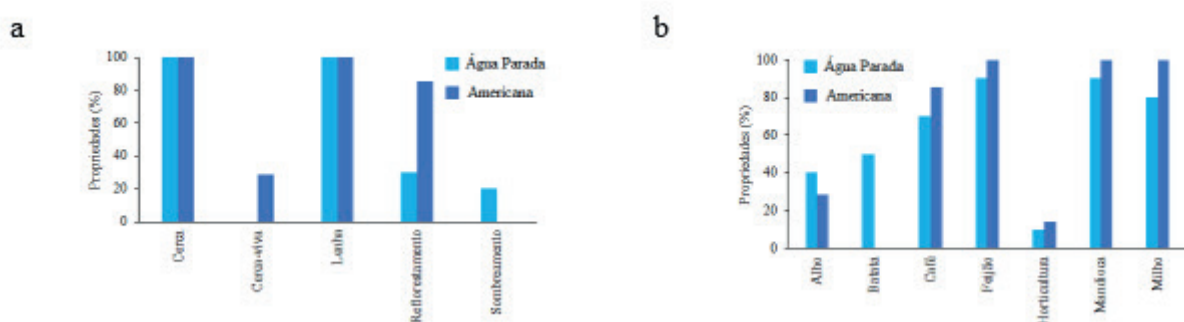 a
100
80
60
40
20
0
Propriedades (%)
Água Parada
Americana
Cerca
Cerca-viva
Lenha
Reflorestamento
Sombreamento
b
100
80
60
40
20
0
Propriedades (%)
Água Parada
Americana
Alho
Batata
Café
Feijão
Horticultura
Mandioca
Milho